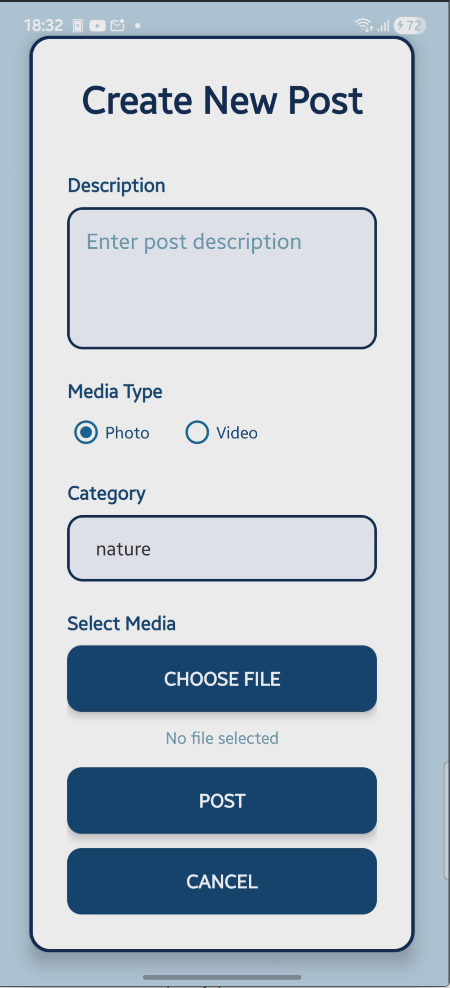 18:32
72
Create New Post
Description
Enter post description
Media Type
Photo Video
Category
nature
Select Media
CHOOSE FILE
No file selected
POST
CANCEL